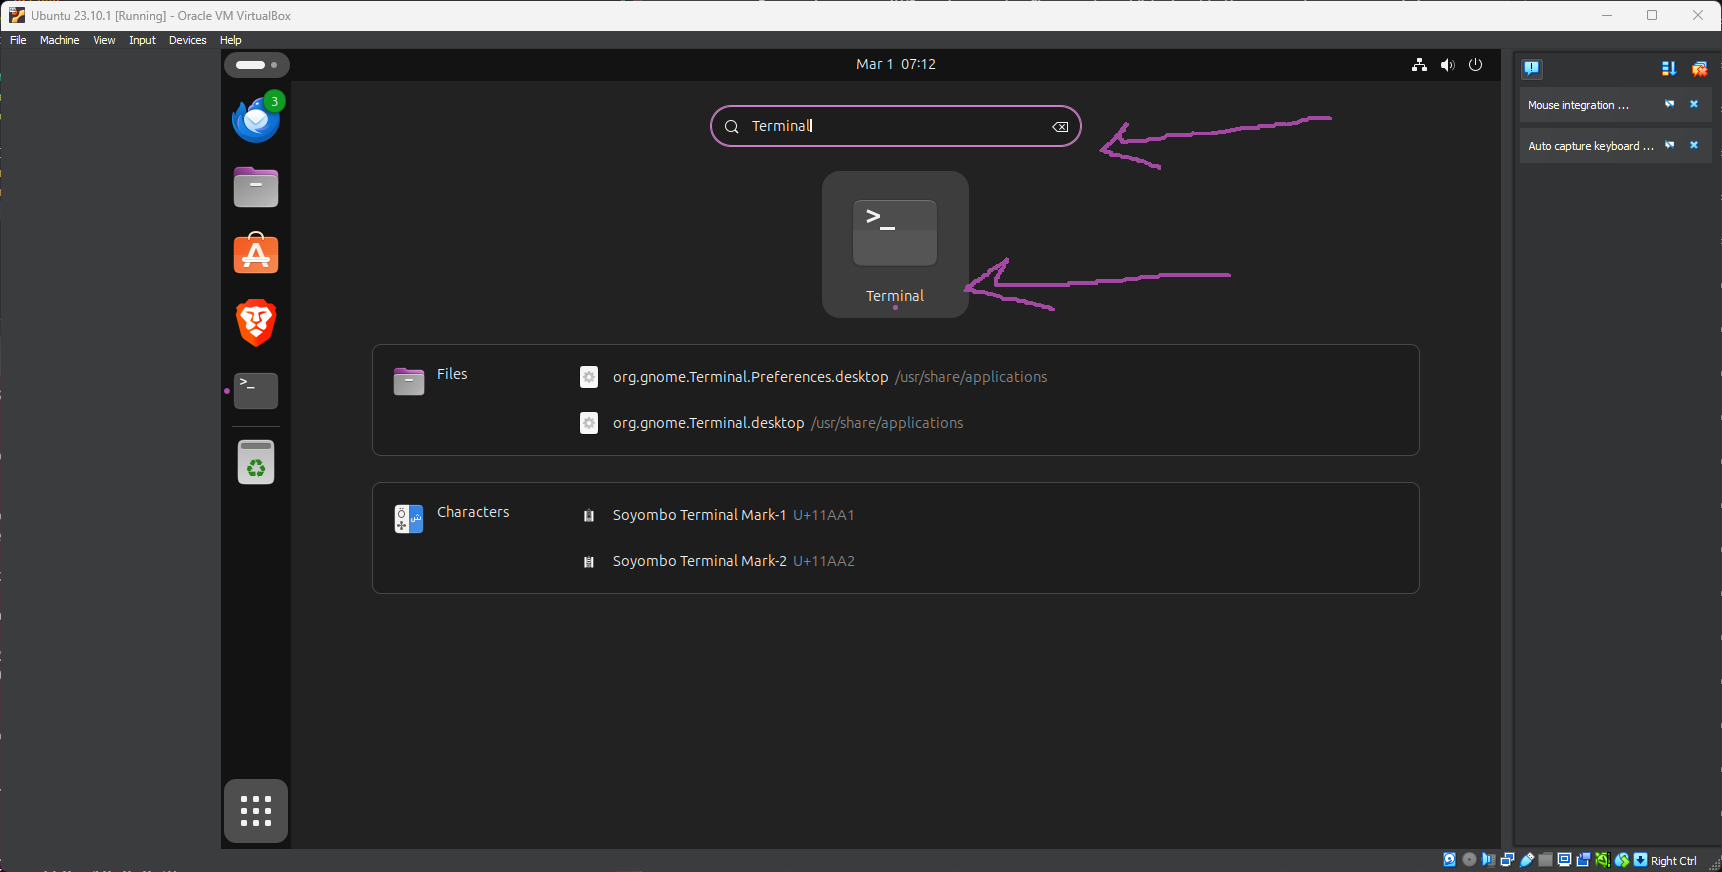 Ubuntu 23.10.1 [Running] - Oracle VM VirtualBox
File Machine View Input Devices Help
Mar 1 07:12
3
Terminal
Mouse integration ...
Auto capture keyboard ...
>_
Terminal
Files
org.gnome.Terminal.Preferences.desktop /usr/share/applications
org.gnome.Terminal.desktop /usr/share/applications
>_
Characters
Soyombo Terminal Mark-1 U+11AA1
Soyombo Terminal Mark-2 U+11AA2
Right Ctrl